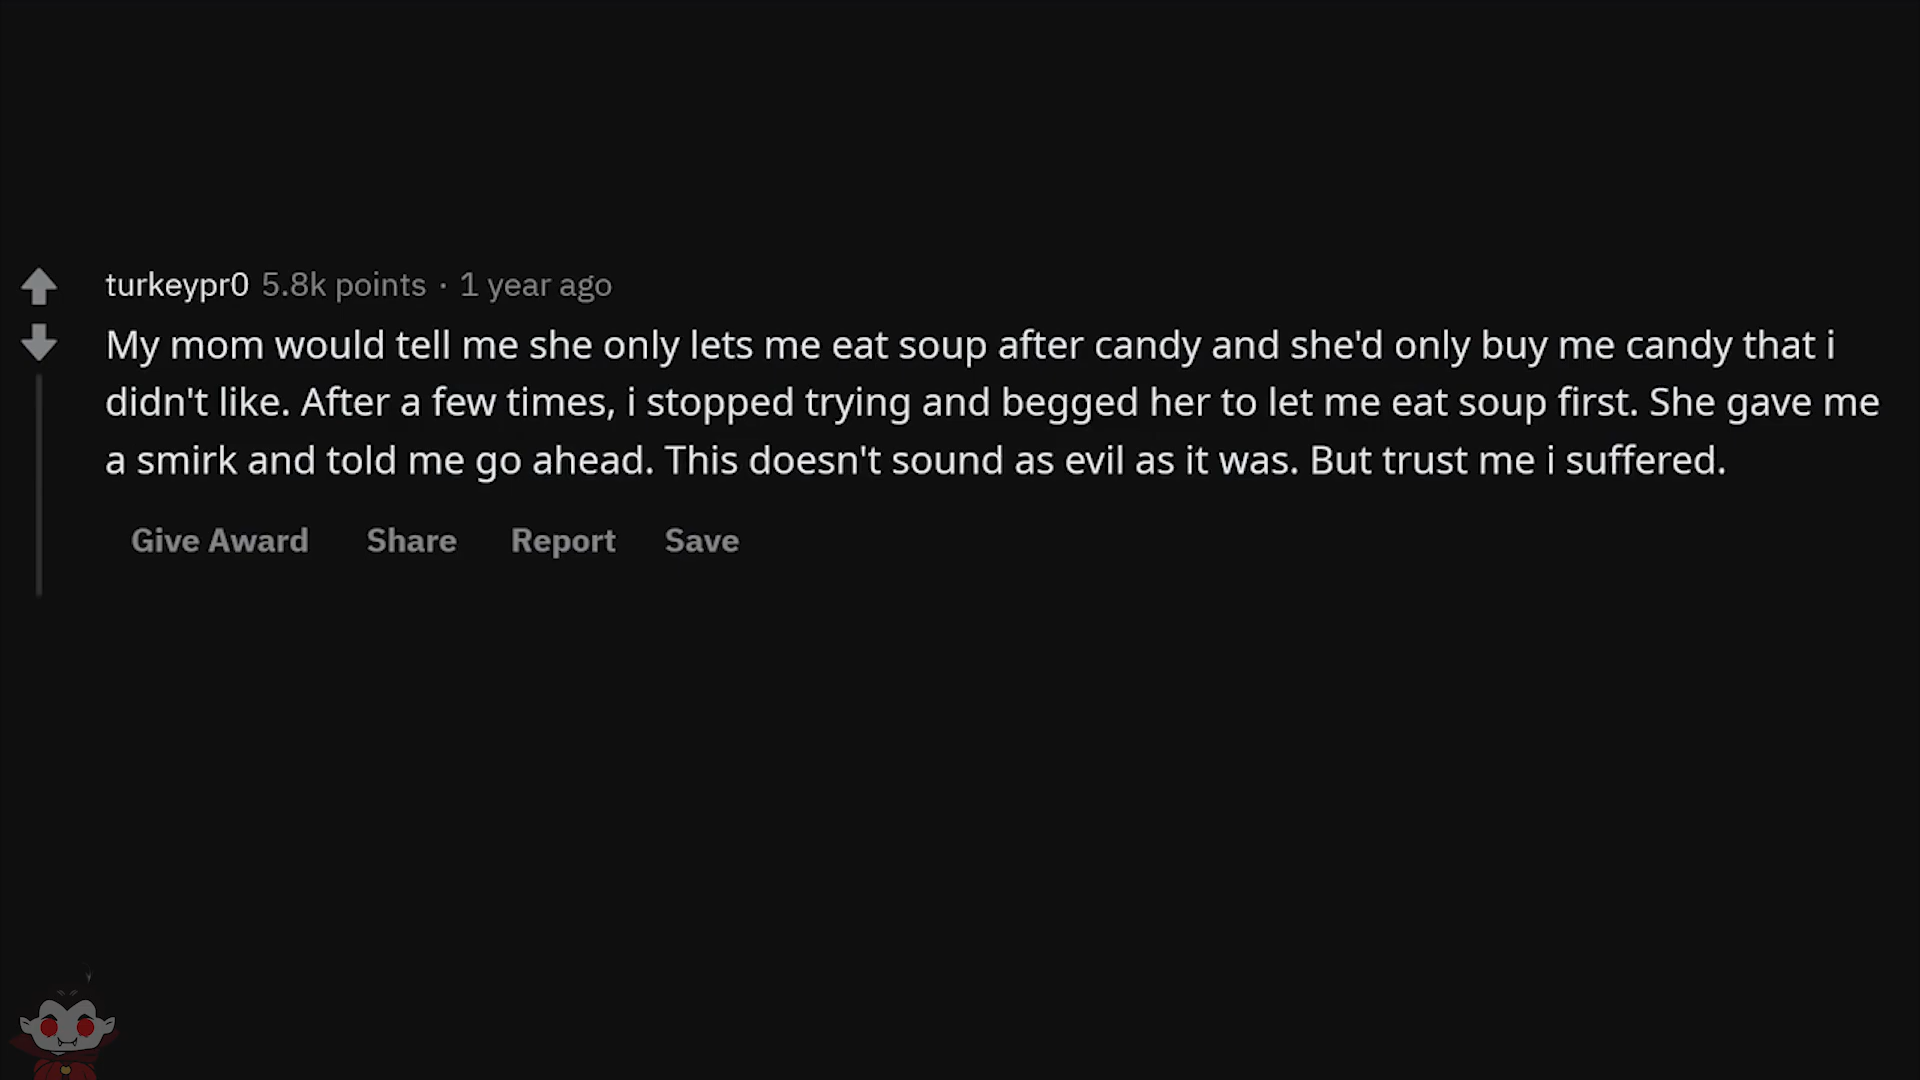 turkeypr0 5.8k points · 1 year ago
My mom would tell me she only lets me eat soup after candy and she'd only buy me candy that i
didn't like. After a few times, i stopped trying and begged her to let me eat soup first. She gave me
a smirk and told me go ahead. This doesn't sound as evil as it was. But trust me i suffered.
Give Award Share Report Save